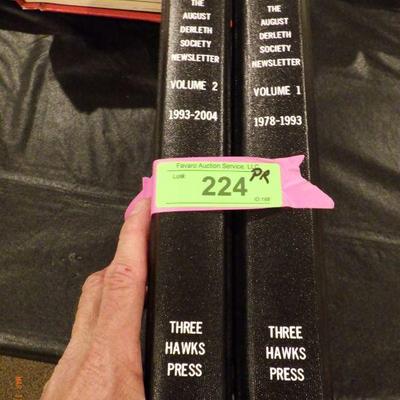 THE
AUGUST
DERLETH
SOCIETY
NEWSLETTER
VOLUME 2
1993-2004
THREE
HAWKS
PRESS
THE
AUGUST
DERLETH
SOCIETY
NEWSLETTER
VOLUME 1
1978-1993
THREE
HAWKS
PRESS
Favaro Auction Service, LLC
Lot#
224 PR